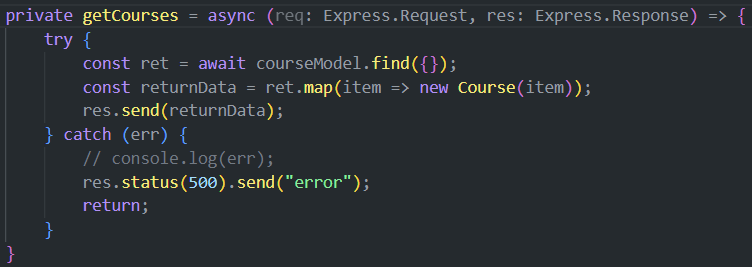 private getCourses = async (req: Express.Request, res: Express.Response) => {
    try {
        const ret = await courseModel.find({});
        const returnData = ret.map(item => new Course(item));
        res.send(returnData);
    } catch (err) {
        // console.log(err);
        res.status(500).send("error");
        return;
    }
}